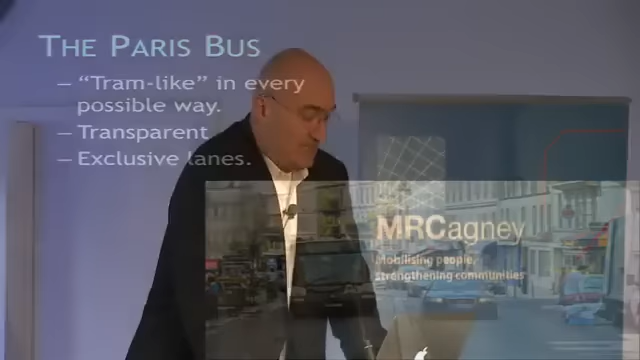 THE PARIS BUS
– "Tram-like" in every
possible way.
– Transparent
– Exclusive lanes.
MRCagney
Mobilising people,
strengthening communities